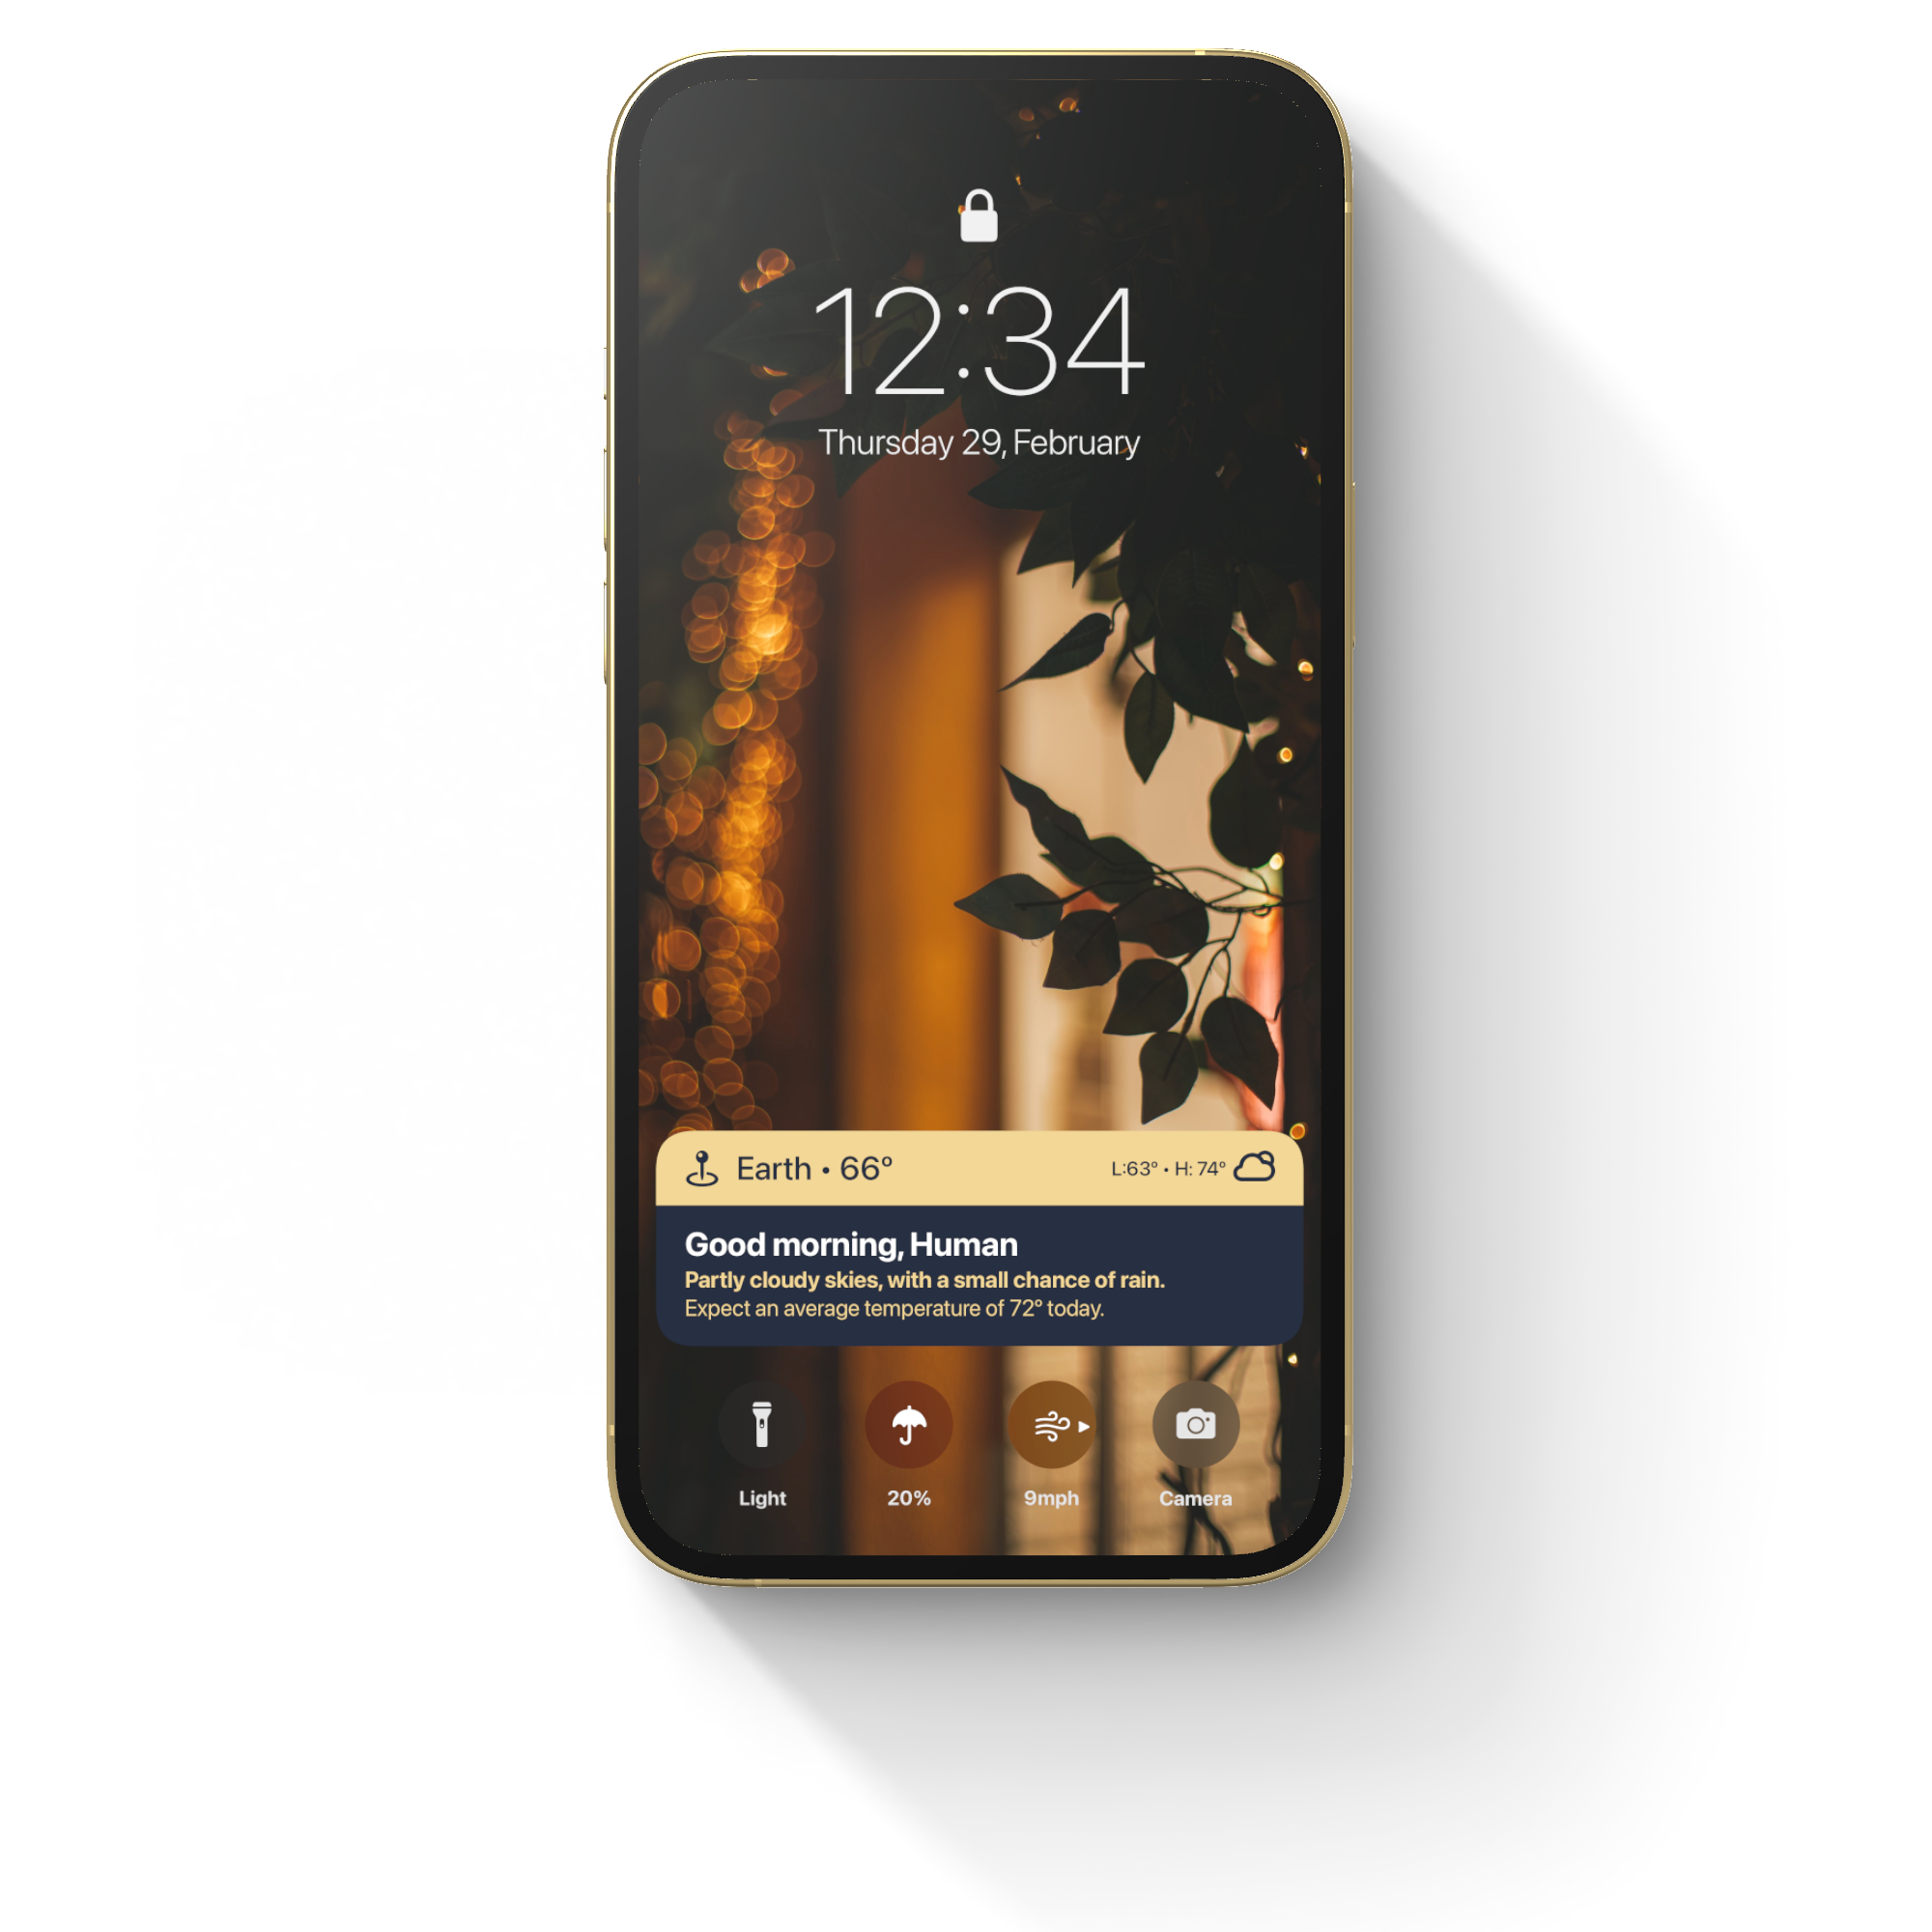 12:34
Thursday 29, February
Earth • 66°
L:63° • H: 74°
Good morning, Human
Partly cloudy skies, with a small chance of rain.
Expect an average temperature of 72° today.
Light
20%
9mph
Camera